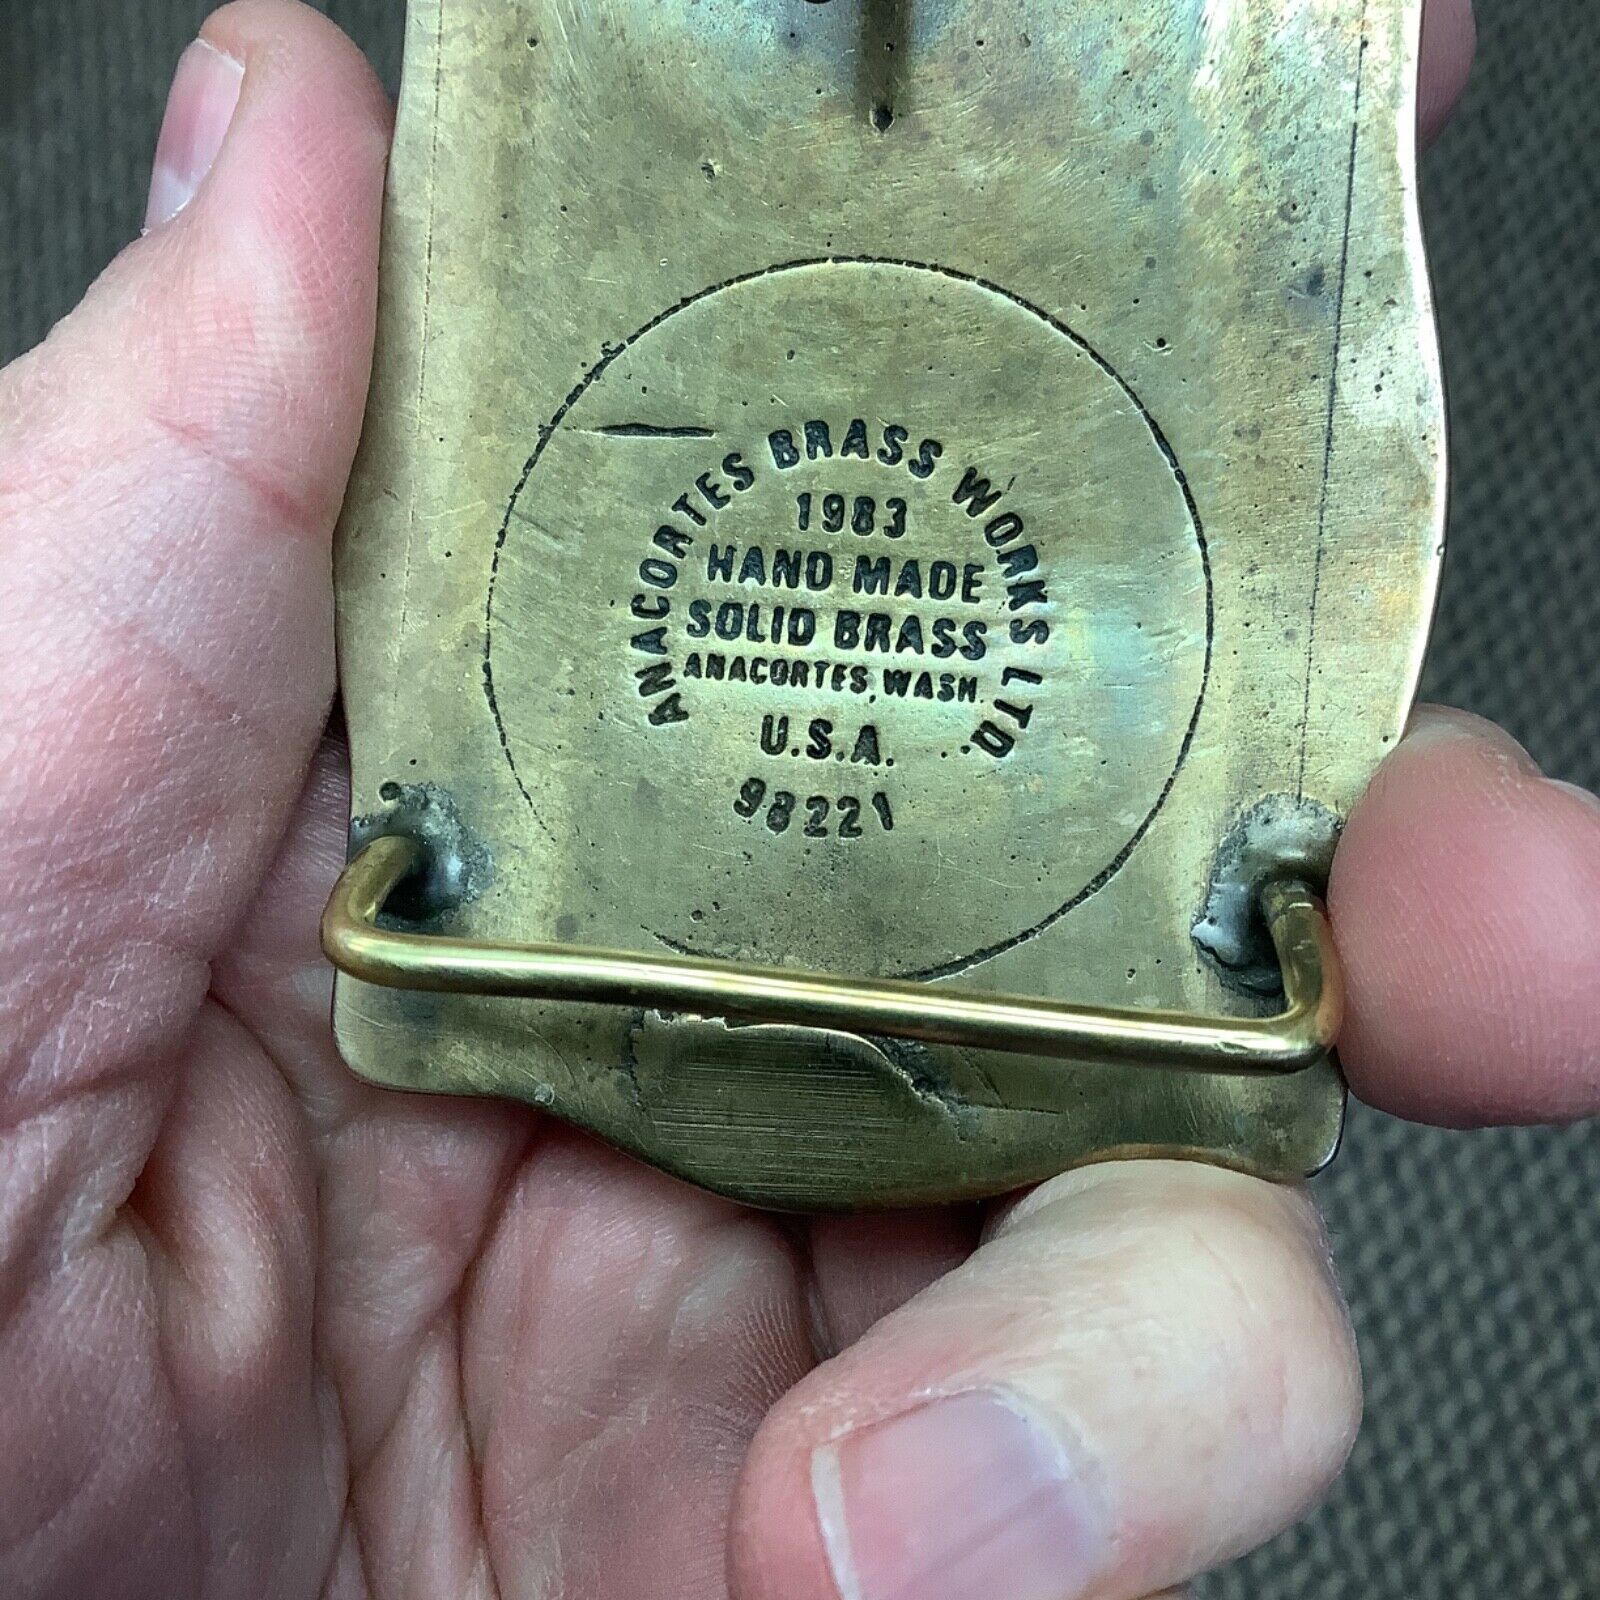 ANACORTES BRASS WORKS LTD.
1983
HAND MADE
SOLID BRASS
ANACORTES, WASH.
U.S.A.
98221